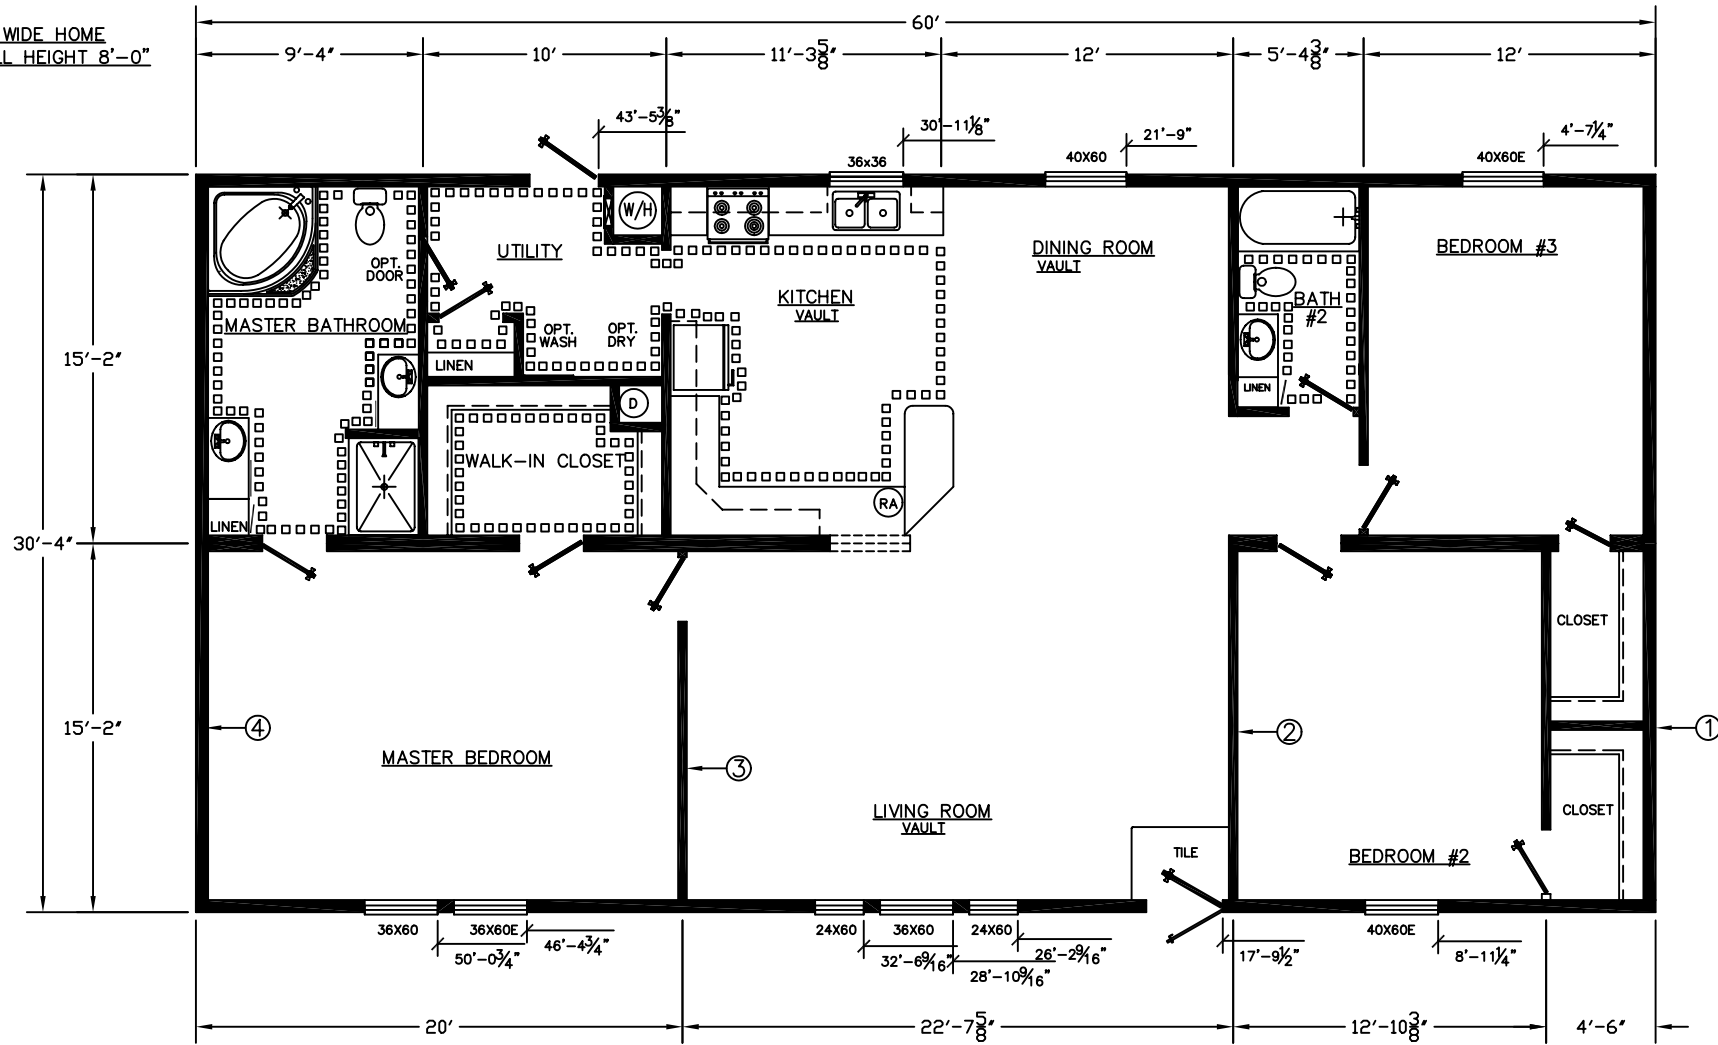 60'
WIDE HOME
HEIGHT 8'-0"
9'-4"
10'
11'-3 5/8"
12'
5'-4 3/8"
12'
43'-5 3/8"
30'-11 1/8"
21'-9"
4'-7 1/4"
36x36
40X60
40X60E
W/H
UTILITY
OPT.
DOOR
DINING ROOM
VAULT
BEDROOM #3
KITCHEN
VAULT
BATH
#2
MASTER BATHROOM
OPT.
WASH
OPT.
DRY
15'-2"
LINEN
LINEN
D
WALK-IN CLOSET
RA
LINEN
30'-4"
CLOSET
15'-2"
4
2
1
MASTER BEDROOM
3
LIVING ROOM
VAULT
CLOSET
TILE
BEDROOM #2
36X60
36X60E
24X60
36X60
24X60
40X60E
46'-4 3/4"
50'-0 3/4"
32'-6 9/16"
26'-2 9/16"
28'-10 9/16"
17'-9 1/2"
8'-11 1/4"
20'
22'-7 5/8"
12'-10 3/8"
4'-6"